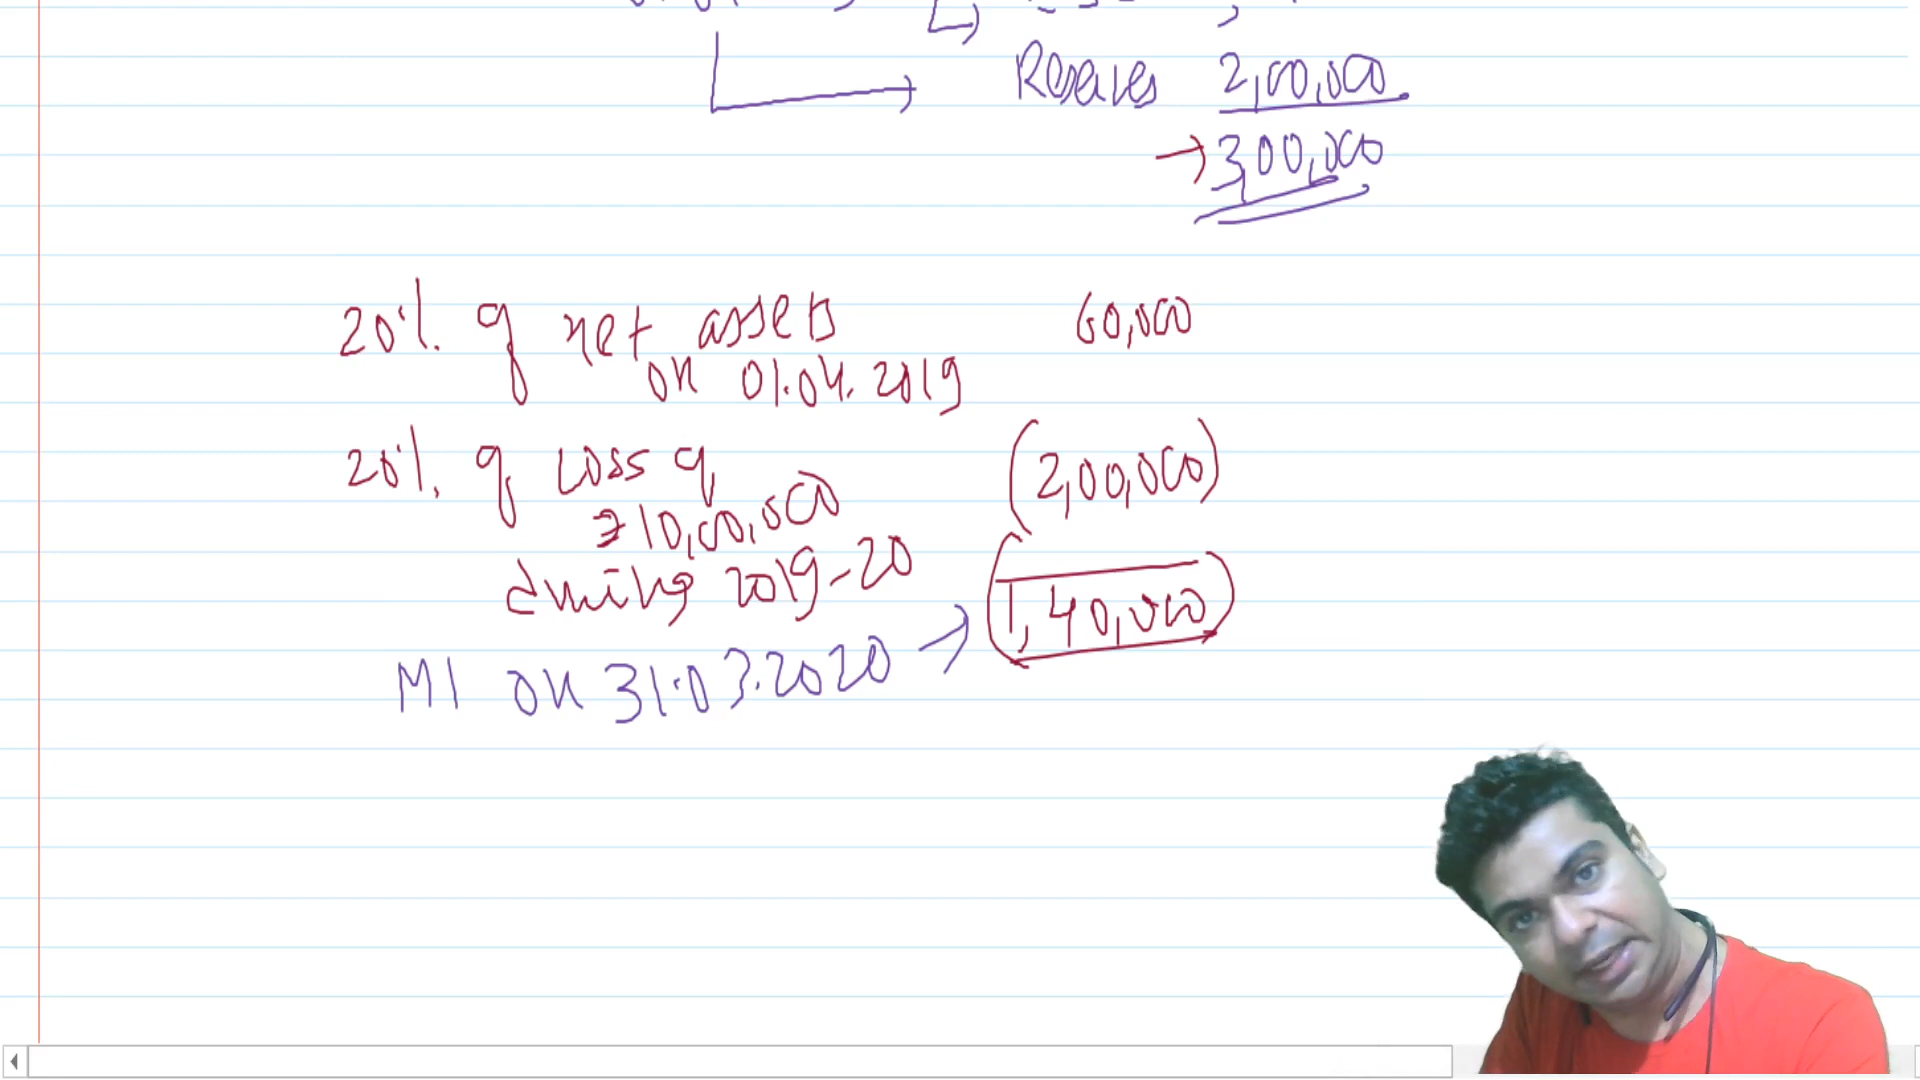 Reserves 2,00,000
→ 3,00,000
20% of net assets 60,000
on 01.04.2019
20% of loss of (2,00,000)
₹10,00,000
during 2019-20 (1,40,000)
MI on 31.03.2020 →